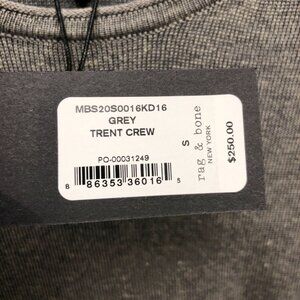 MBS20S0016KD16
GREY
TRENT CREW
PO-00031249
8 86353 36016 5
S
rag & bone
NEW YORK
$250.00